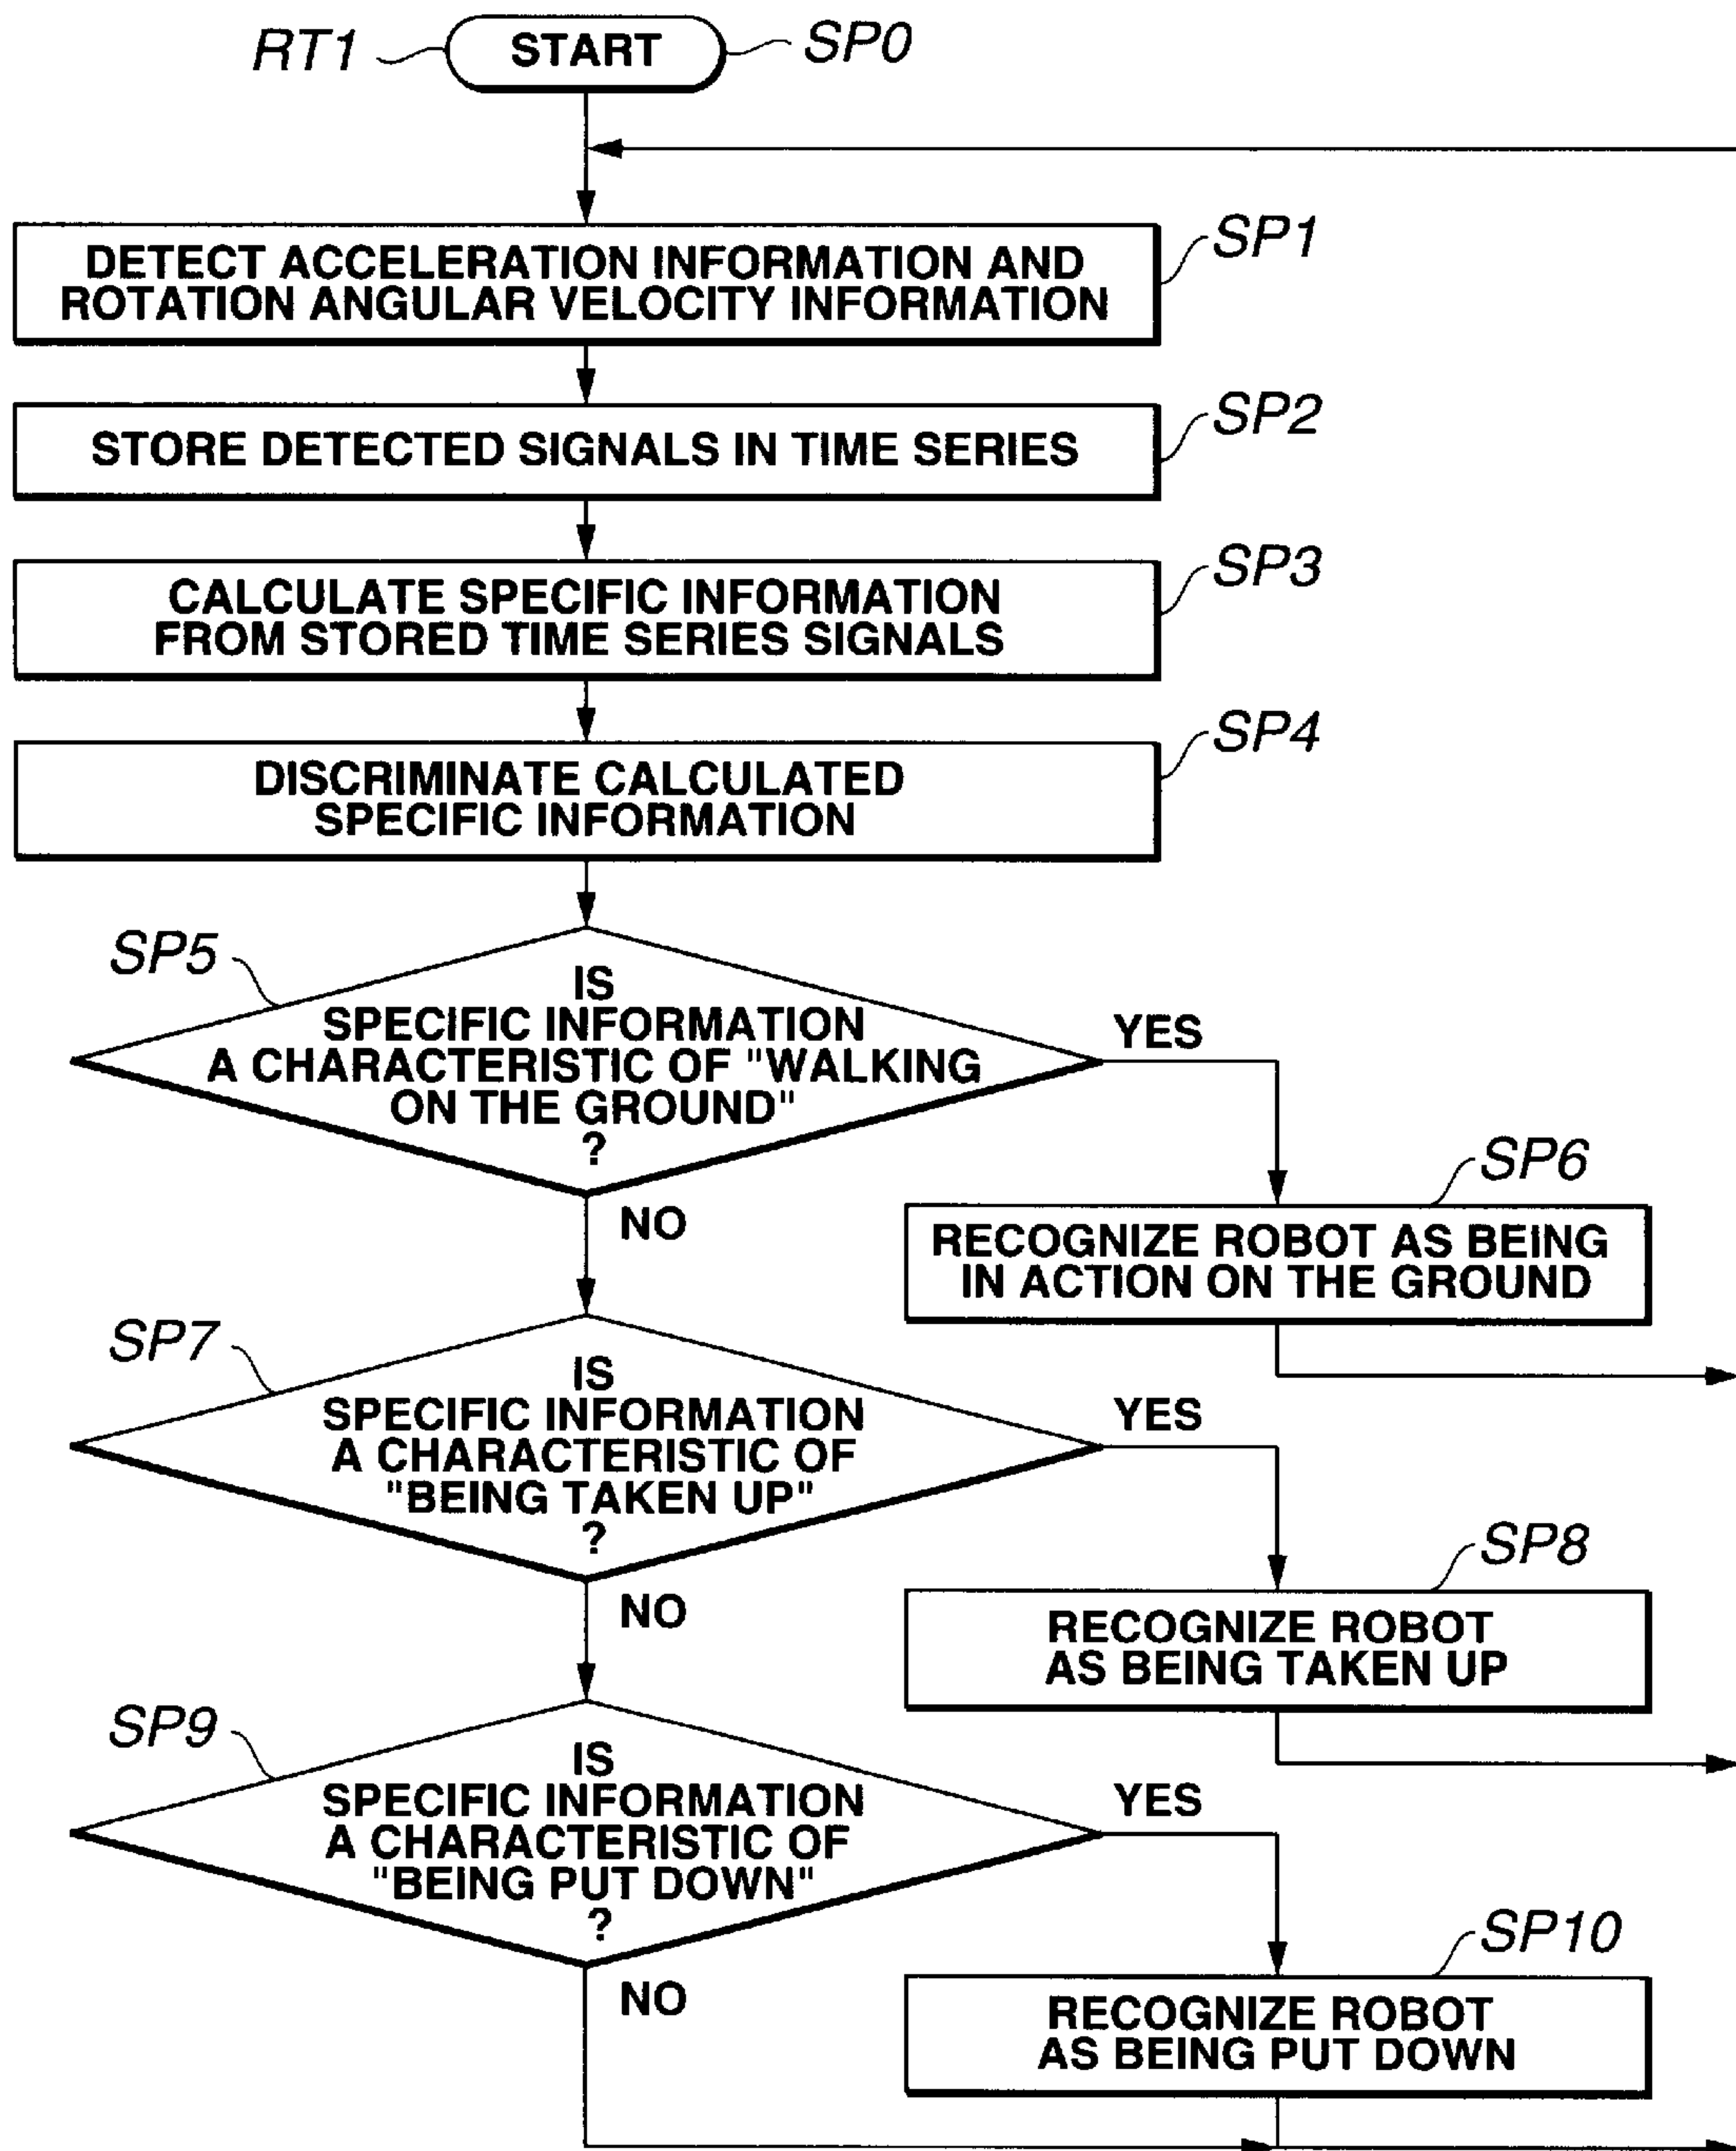 RT1
START
SP0
DETECT ACCELERATION INFORMATION AND
ROTATION ANGULAR VELOCITY INFORMATION
SP1
STORE DETECTED SIGNALS IN TIME SERIES
SP2
CALCULATE SPECIFIC INFORMATION
FROM STORED TIME SERIES SIGNALS
SP3
DISCRIMINATE CALCULATED
SPECIFIC INFORMATION
SP4
SP5
IS
SPECIFIC INFORMATION
A CHARACTERISTIC OF "WALKING
ON THE GROUND"
?
YES
NO
SP6
RECOGNIZE ROBOT AS BEING
IN ACTION ON THE GROUND
SP7
IS
SPECIFIC INFORMATION
A CHARACTERISTIC OF
"BEING TAKEN UP"
?
YES
NO
SP8
RECOGNIZE ROBOT
AS BEING TAKEN UP
SP9
IS
SPECIFIC INFORMATION
A CHARACTERISTIC OF
"BEING PUT DOWN"
?
YES
NO
SP10
RECOGNIZE ROBOT
AS BEING PUT DOWN